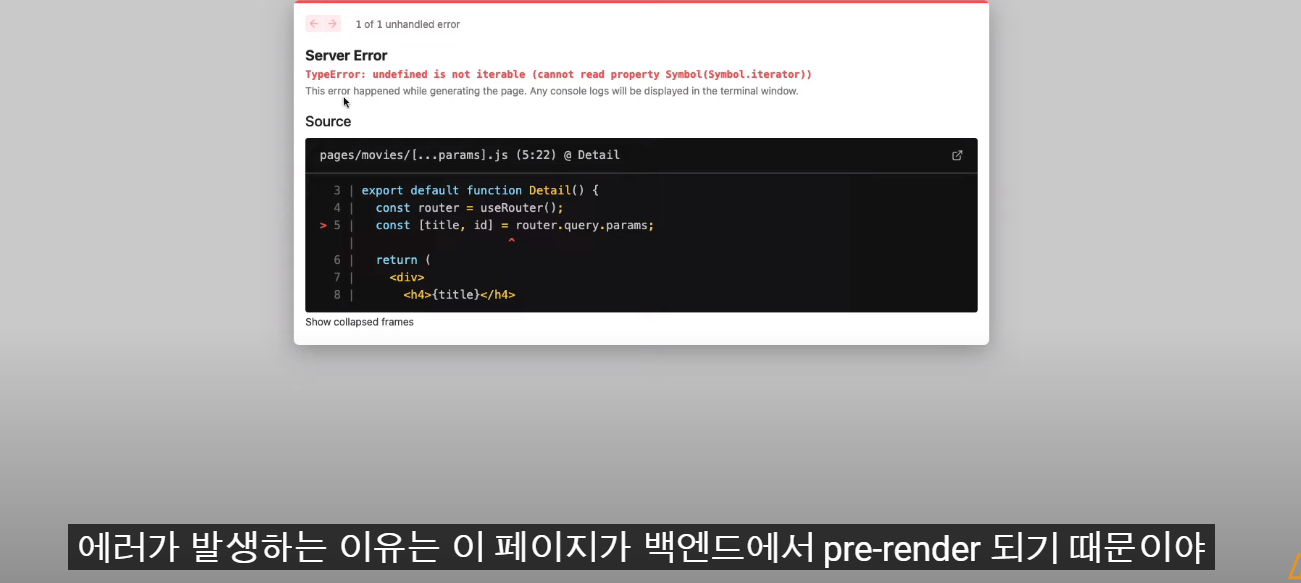 ← → 1 of 1 unhandled error
Server Error
TypeError: undefined is not iterable (cannot read property Symbol(Symbol.iterator))
This error happened while generating the page. Any console logs will be displayed in the terminal window.
Source
pages/movies/[...params].js (5:22) @ Detail
3 | export default function Detail() {
4 |   const router = useRouter();
> 5 |   const [title, id] = router.query.params;
|                     ^
6 |   return (
7 |     <div>
8 |       <h4>{title}</h4>
Show collapsed frames
에러가 발생하는 이유는 이 페이지가 백엔드에서 pre-render 되기 때문이야